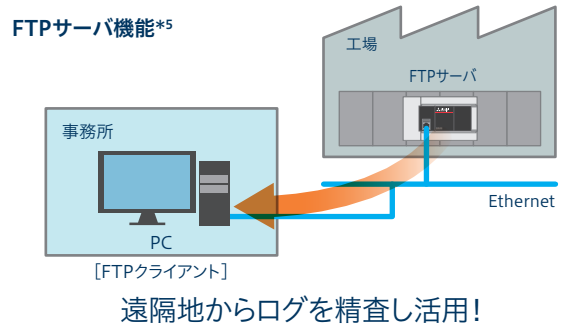 FTPサーバ機能*5
工場
FTPサーバ
事務所
Ethernet
PC
［FTPクライアント］
遠隔地からログを精査し活用！